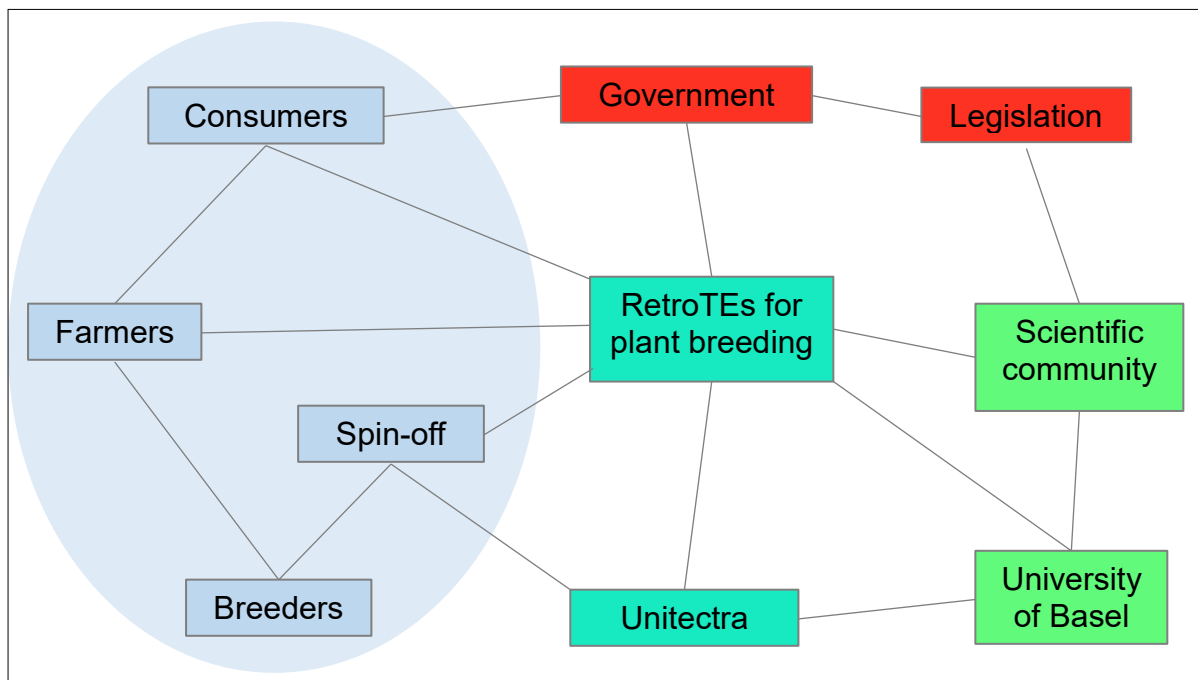 Consumers
Government
Legislation
Farmers
RetroTEs for
plant breeding
Scientific
community
Spin-off
Breeders
Unitectra
University
of Basel